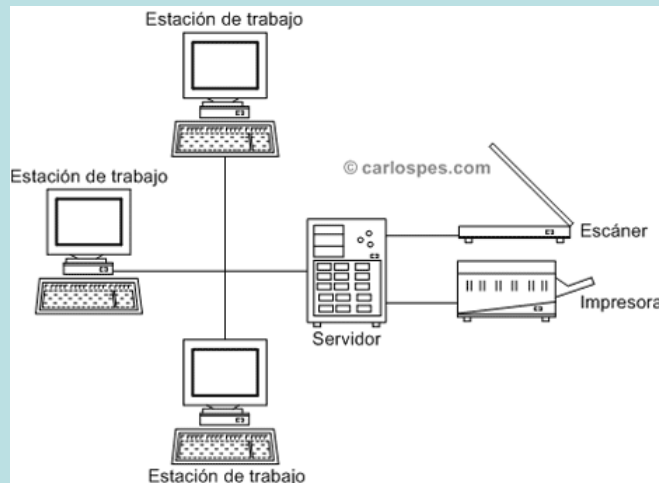 Estación de trabajo
© carlospes.com
Estación de trabajo
Escáner
Impresora
Servidor
Estación de trabajo